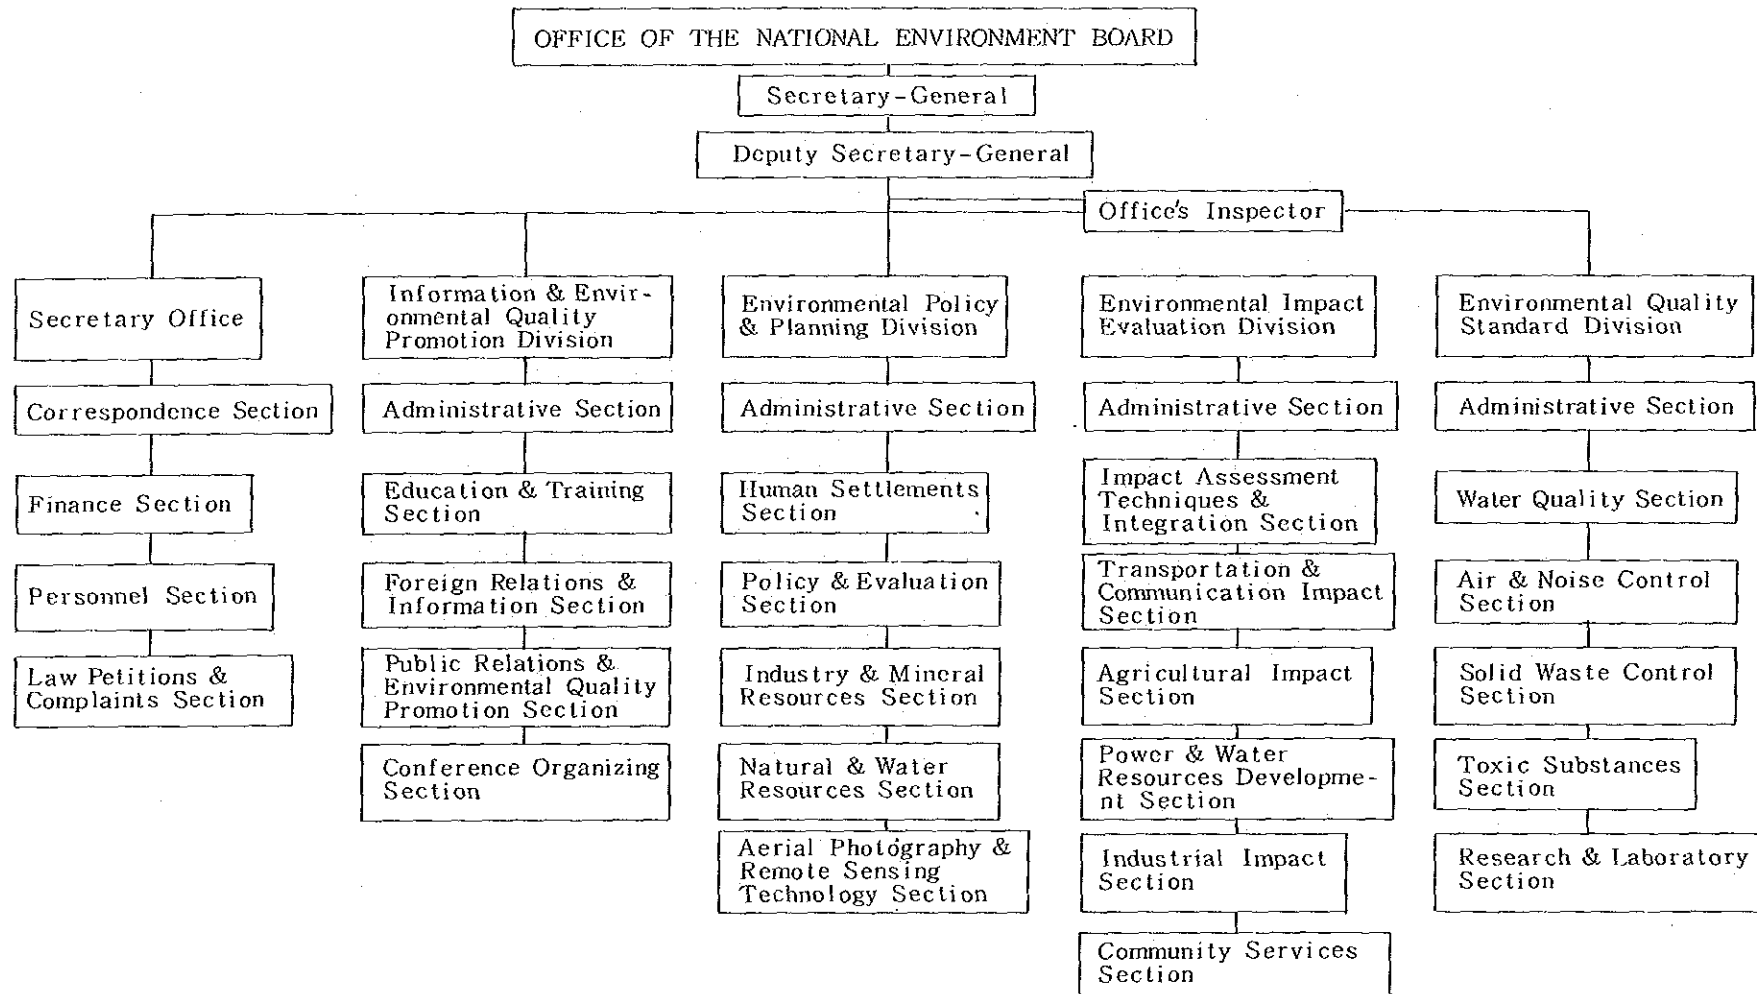 OFFICE OF THE NATIONAL ENVIRONMENT BOARD
Secretary-General
Deputy Secretary-General
Office's Inspector
Secretary Office
Correspondence Section
Finance Section
Personnel Section
Law Petitions &
Complaints Section
Information & Envir-
onmental Quality
Promotion Division
Administrative Section
Education & Training
Section
Foreign Relations &
Information Section
Public Relations &
Environmental Quality
Promotion Section
Conference Organizing
Section
Environmental Policy
& Planning Division
Administrative Section
Human Settlements
Section
Policy & Evaluation
Section
Industry & Mineral
Resources Section
Natural & Water
Resources Section
Aerial Photography &
Remote Sensing
Technology Section
Environmental Impact
Evaluation Division
Administrative Section
Impact Assessment
Techniques &
Integration Section
Transportation &
Communication Impact
Section
Agricultural Impact
Section
Power & Water
Resources Developme-
nt Section
Industrial Impact
Section
Community Services
Section
Environmental Quality
Standard Division
Administrative Section
Water Quality Section
Air & Noise Control
Section
Solid Waste Control
Section
Toxic Substances
Section
Research & Laboratory
Section